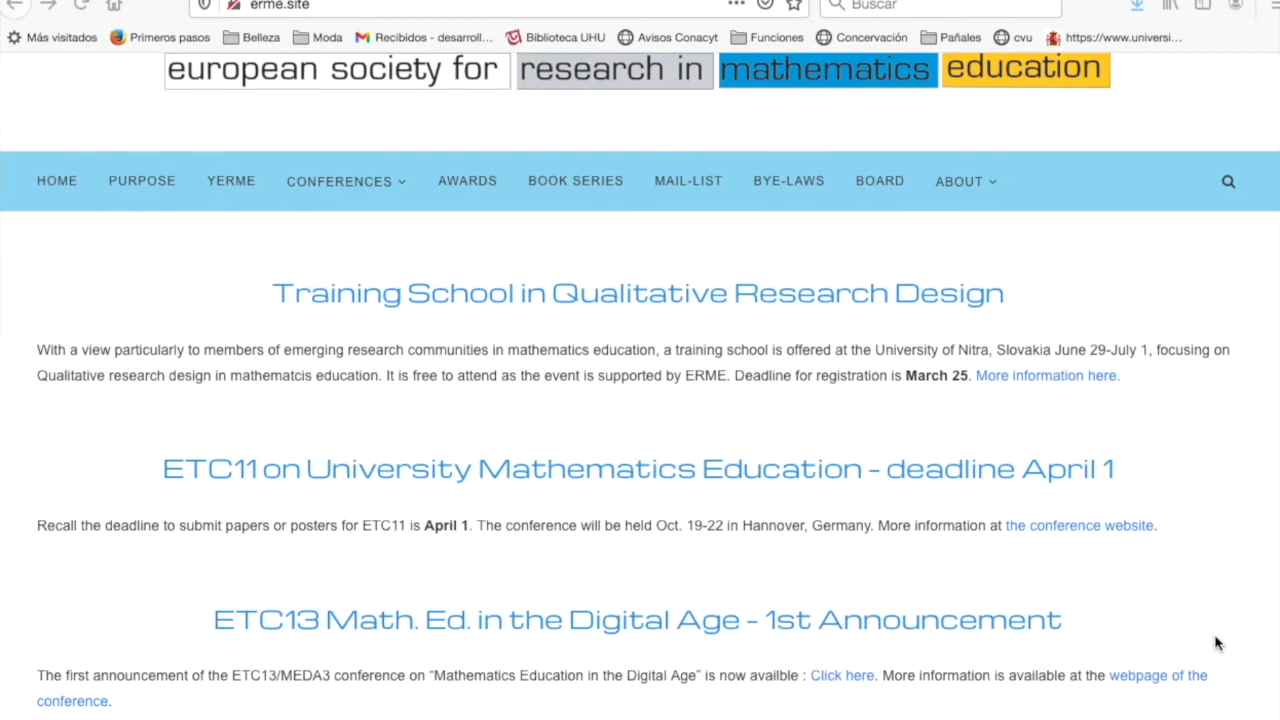 erme.site
Buscar
Más visitados Primeros pasos Belleza Moda Recibidos - desarroll... Biblioteca UHU Avisos Conacyt Funciones Concervación Pañales cvu https://www.universi...
european society for research in mathematics education
HOME PURPOSE YERME CONFERENCES AWARDS BOOK SERIES MAIL-LIST BYE-LAWS BOARD ABOUT
Training School in Qualitative Research Design
With a view particularly to members of emerging research communities in mathematics education, a training school is offered at the University of Nitra, Slovakia June 29-July 1, focusing on
Qualitative research design in mathematcis education. It is free to attend as the event is supported by ERME. Deadline for registration is March 25. More information here.
ETC11 on University Mathematics Education - deadline April 1
Recall the deadline to submit papers or posters for ETC11 is April 1. The conference will be held Oct. 19-22 in Hannover, Germany. More information at the conference website.
ETC13 Math. Ed. in the Digital Age - 1st Announcement
The first announcement of the ETC13/MEDA3 conference on “Mathematics Education in the Digital Age” is now availble : Click here. More information is available at the webpage of the
conference.